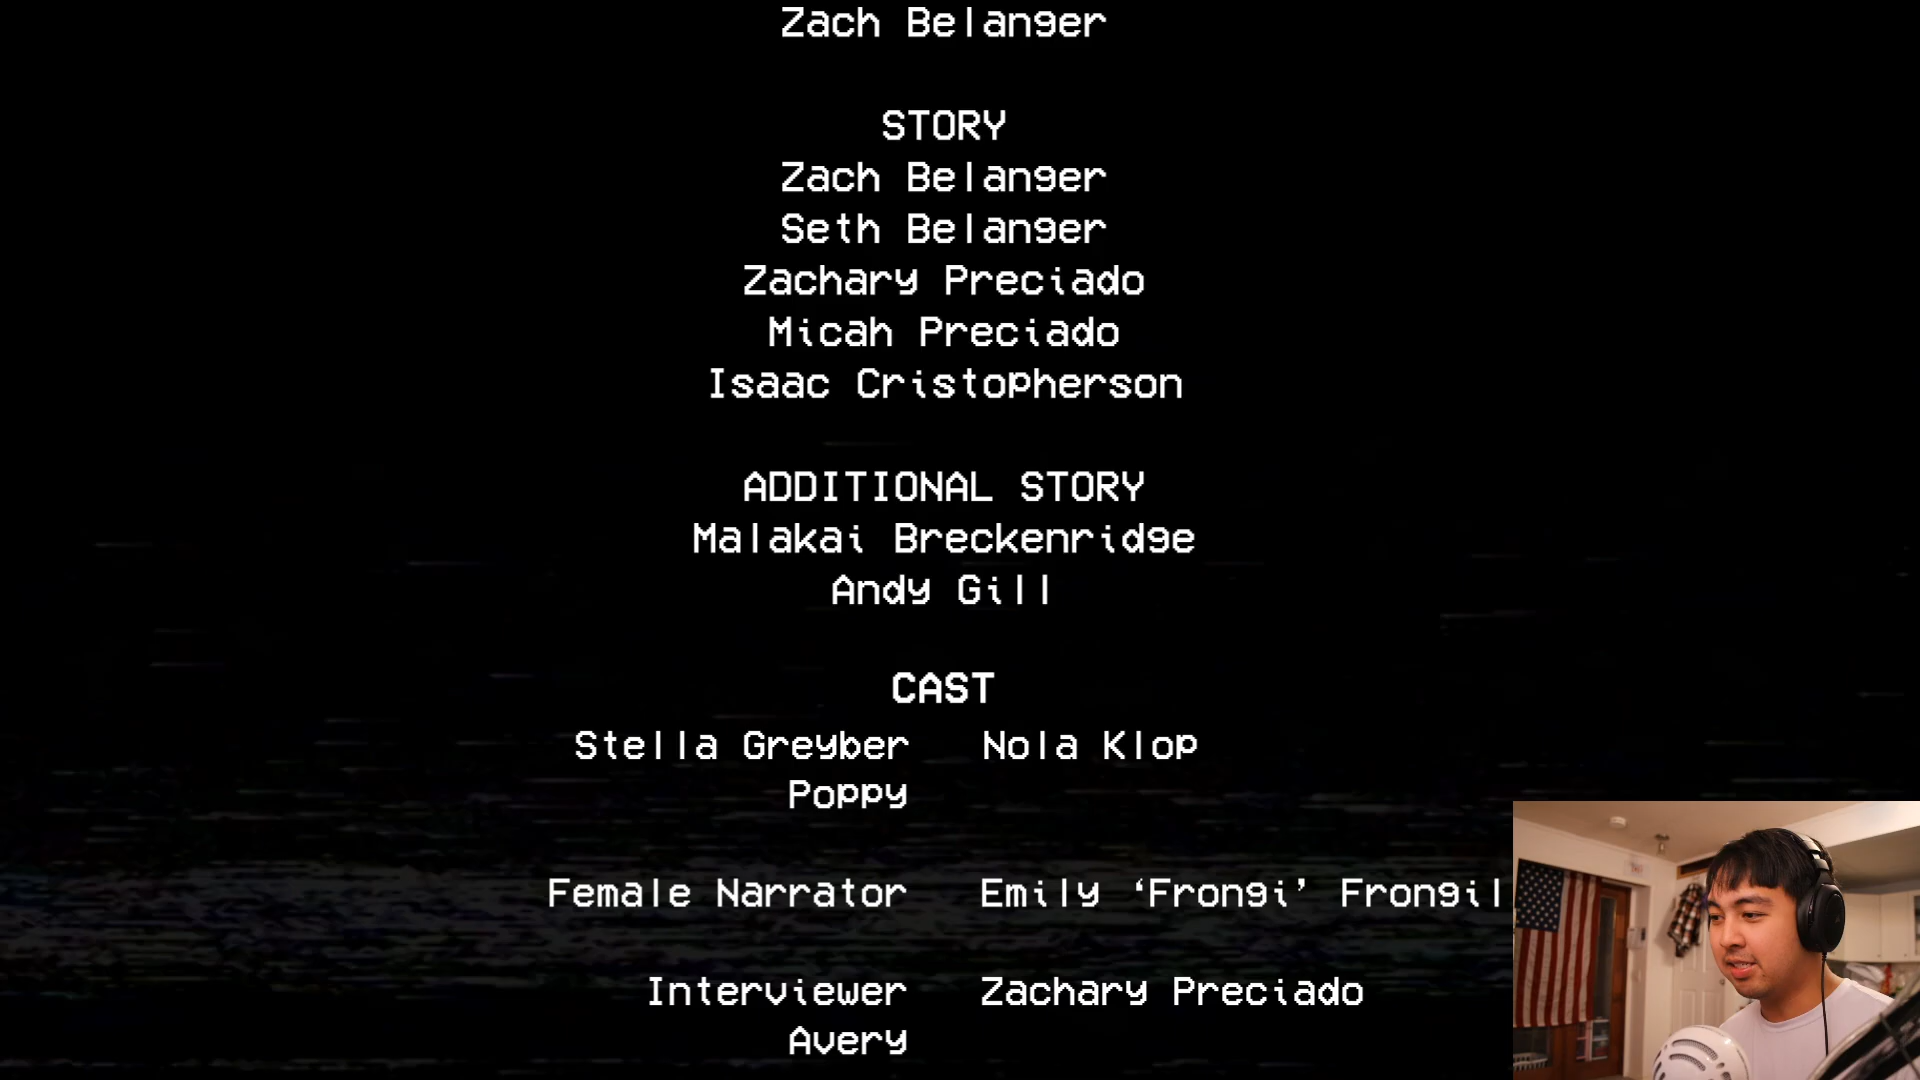 Zach Belanger
STORY
Zach Belanger
Seth Belanger
Zachary Preciado
Micah Preciado
Isaac Cristopherson
ADDITIONAL STORY
Malakai Breckenridge
Andy Gill
CAST
Stella Greyber Nola Klop
Poppy
Female Narrator Emily ‘Frongi’ Frongil
Interviewer Zachary Preciado
Avery